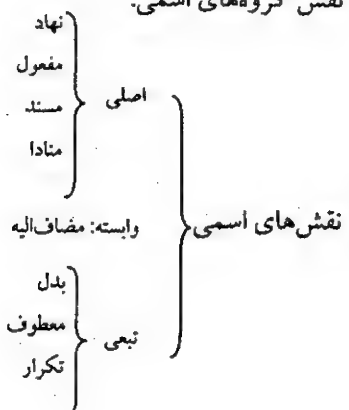 نقش گروه‌های اسمی:
نهاد
مفعول
اصلی
مسند
منادا
وابسته: مضاف‌الیه
نقش‌های اسمی
بدل
معطوف
تبعی
تکرار